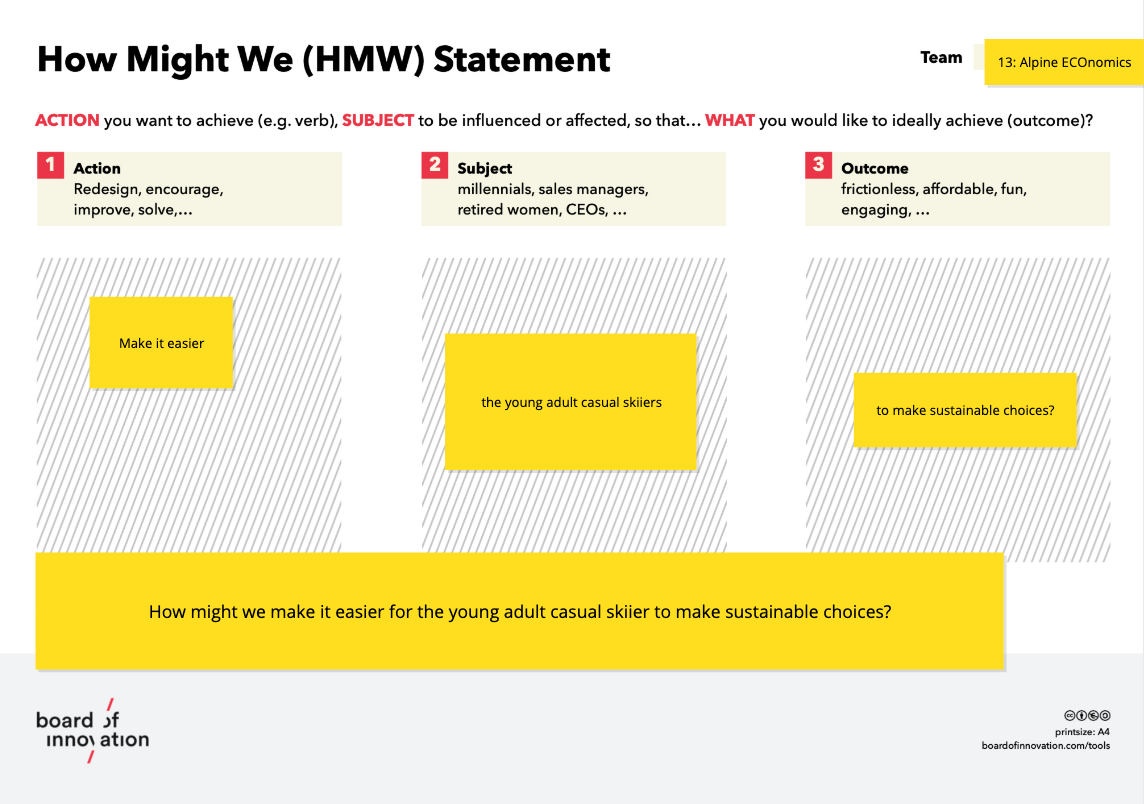 How Might We (HMW) Statement
Team
13: Alpine ECOnomics
ACTION you want to achieve (e.g. verb), SUBJECT to be influenced or affected, so that... WHAT you would like to ideally achieve (outcome)?
1
Action
Redesign, encourage,
improve, solve,...
2
Subject
millennials, sales managers,
retired women, CEOs, ...
3
Outcome
frictionless, affordable, fun,
engaging, ...
Make it easier
the young adult casual skiiers
to make sustainable choices?
How might we make it easier for the young adult casual skiier to make sustainable choices?
board of
innovation
printsize: A4
boardofinnovation.com/tools